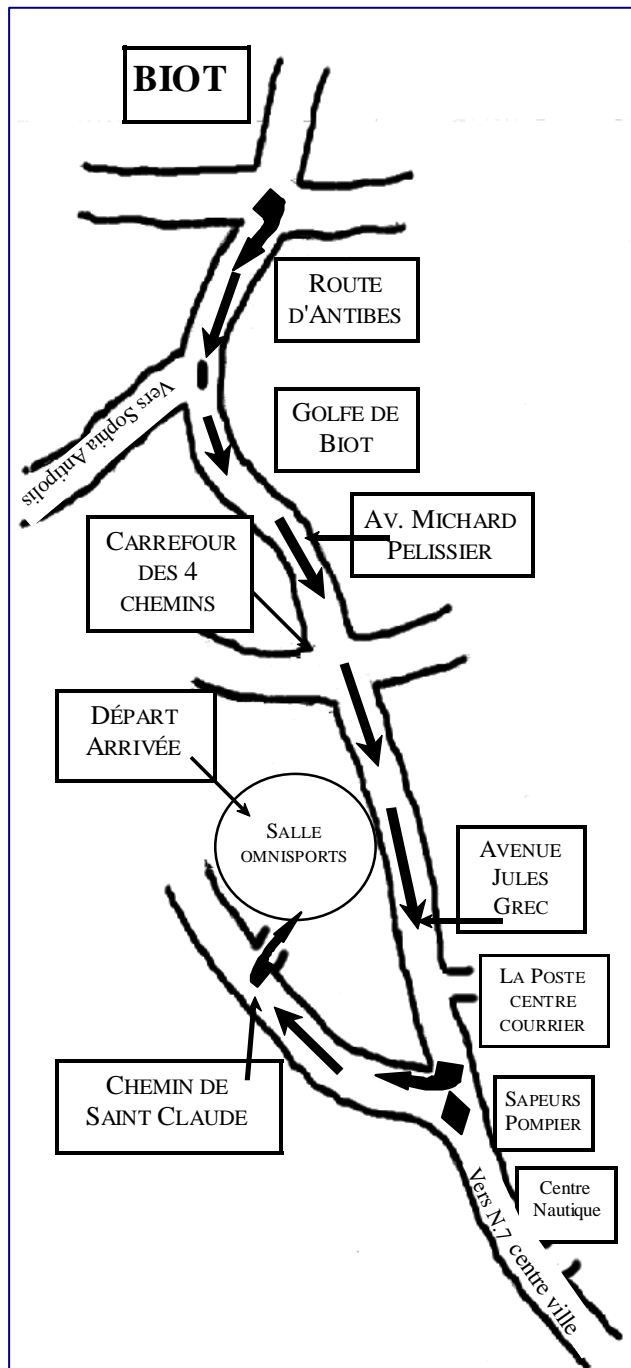 BIOT
ROUTE
D'ANTIBES
Vers Sophia Antipolis
GOLFE DE
BIOT
AV. MICHARD
PELISSIER
CARREFOUR
DES 4
CHEMINS
DÉPART
ARRIVÉE
SALLE
OMNISPORTS
AVENUE
JULES
GREC
LA POSTE
CENTRE
COURRIER
CHEMIN DE
SAINT CLAUDE
SAPEURS
POMPIER
Centre
Nautique
Vers N.7 centre ville